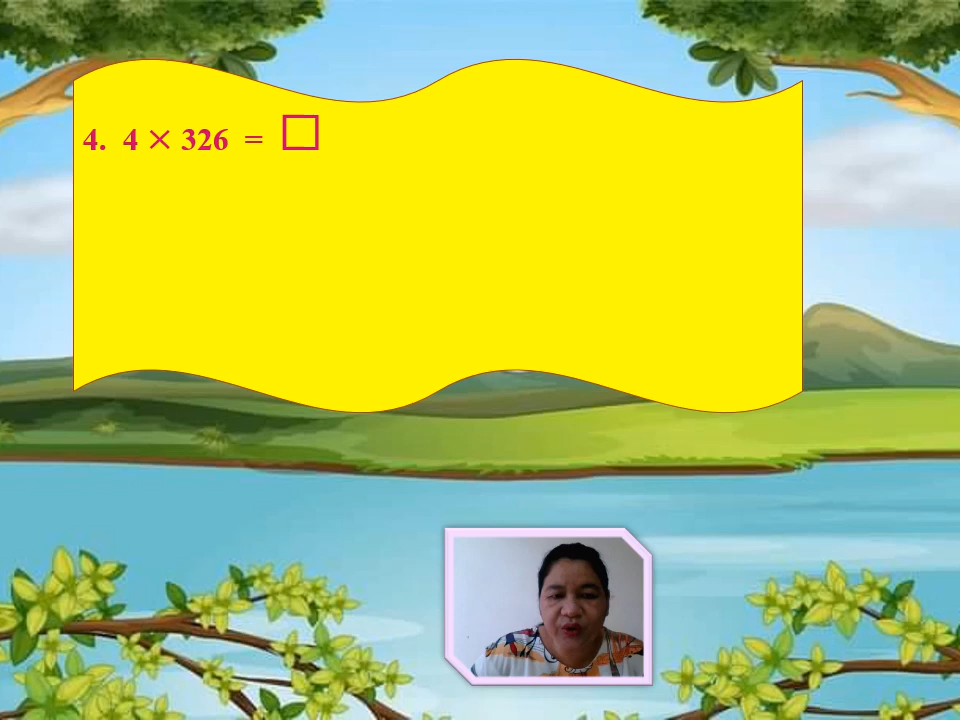 4. 4 × 326 = □